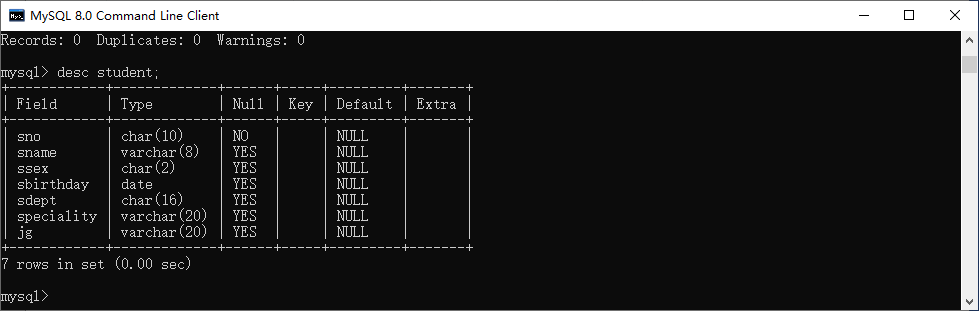 MySQL 8.0 Command Line Client
Records: 0  Duplicates: 0  Warnings: 0
mysql> desc student;
+------------+-------------+------+-----+---------+-------+
| Field      | Type        | Null | Key | Default | Extra |
+------------+-------------+------+-----+---------+-------+
| sno        | char(10)    | NO   |     | NULL    |       |
| sname      | varchar(8)  | YES  |     | NULL    |       |
| ssex       | char(2)     | YES  |     | NULL    |       |
| sbirthday  | date        | YES  |     | NULL    |       |
| sdept      | char(16)    | YES  |     | NULL    |       |
| speciality | varchar(20) | YES  |     | NULL    |       |
| jg         | varchar(20) | YES  |     | NULL    |       |
+------------+-------------+------+-----+---------+-------+
7 rows in set (0.00 sec)
mysql>